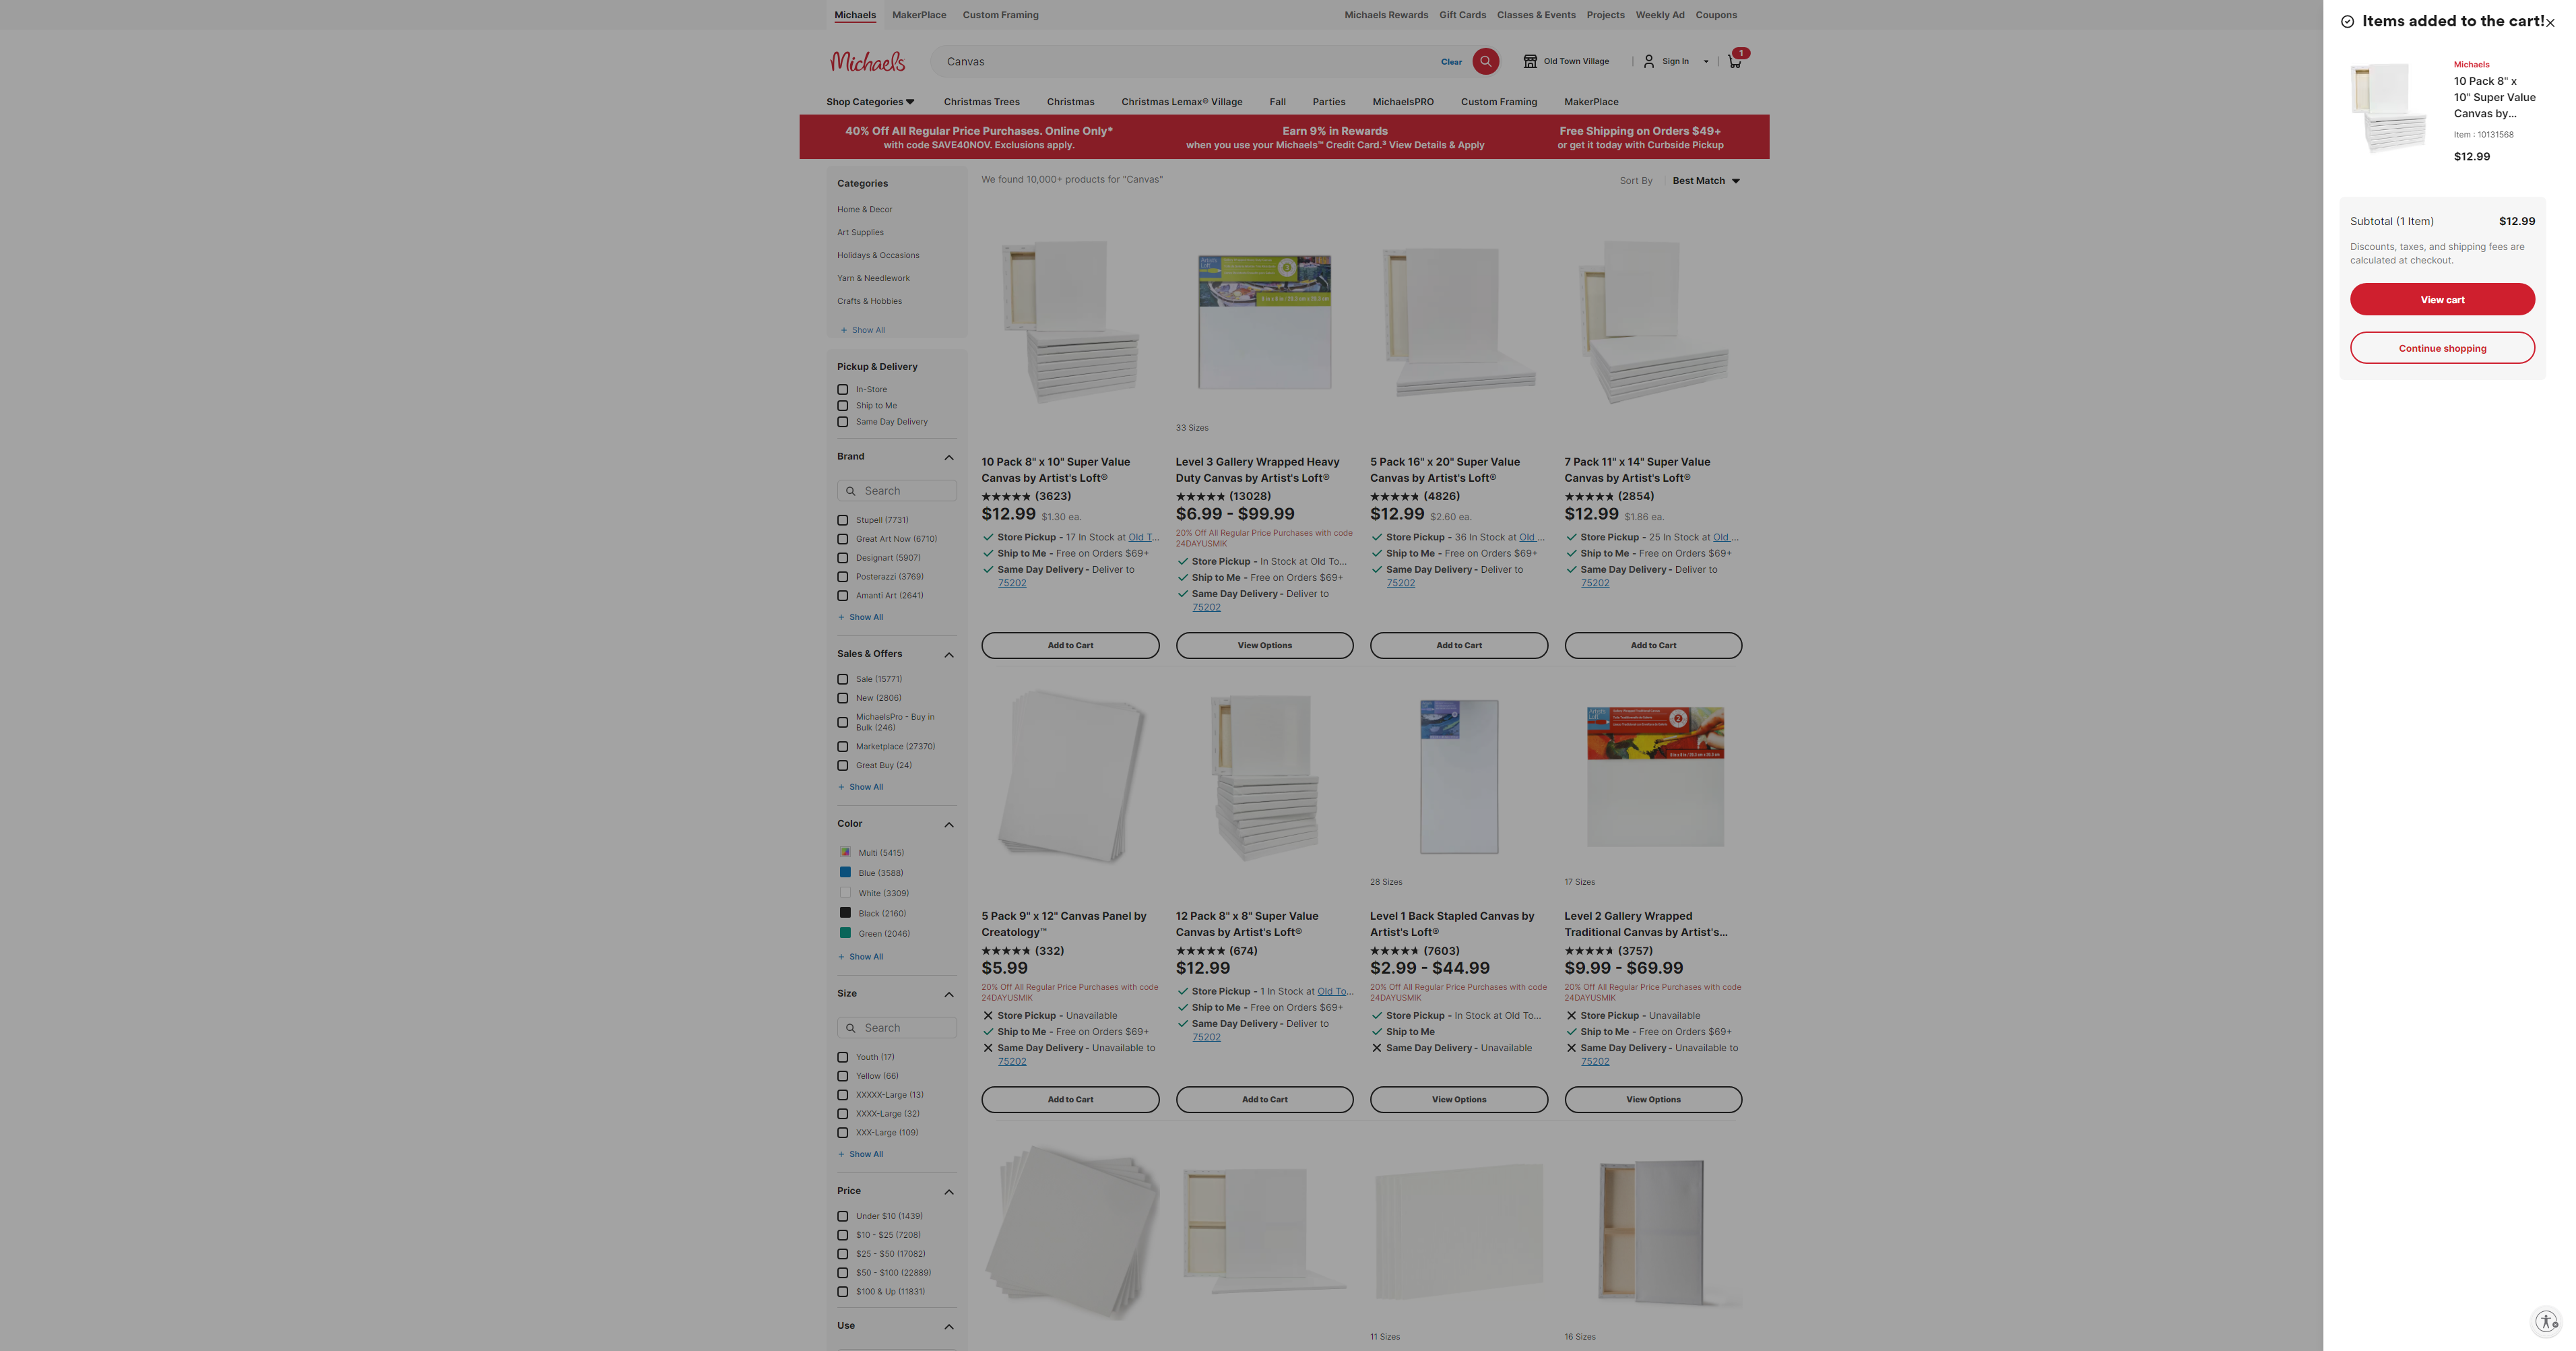 Michaels MakerPlace Custom Framing Michaels Rewards Gift Cards Classes & Events Projects Weekly Ad Coupons
Michaels Canvas Clear Old Town Village Sign In 1
Shop Categories Christmas Trees Christmas Christmas Lemax® Village Fall Parties MichaelsPRO Custom Framing MakerPlace
40% Off All Regular Price Purchases. Online Only*
with code SAVE40NOV. Exclusions apply.
Earn 9% in Rewards
when you use your Michaels™ Credit Card.³ View Details & Apply
Free Shipping on Orders $49+
or get it today with Curbside Pickup
Categories
Home & Decor
Art Supplies
Holidays & Occasions
Yarn & Needlework
Crafts & Hobbies
+ Show All
Pickup & Delivery
In-Store
Ship to Me
Same Day Delivery
Brand
Search
Stupell (7731)
Great Art Now (6710)
Designart (5907)
Posterazzi (3769)
Amanti Art (2641)
+ Show All
Sales & Offers
Sale (15771)
New (2806)
MichaelsPro - Buy in
Bulk (246)
Marketplace (27370)
Great Buy (24)
+ Show All
Color
Multi (5415)
Blue (3588)
White (3309)
Black (2160)
Green (2046)
+ Show All
Size
Search
Youth (17)
Yellow (66)
XXXXX-Large (13)
XXXX-Large (32)
XXX-Large (109)
+ Show All
Price
Under $10 (1439)
$10 - $25 (7208)
$25 - $50 (17082)
$50 - $100 (22889)
$100 & Up (11831)
Use
We found 10,000+ products for "Canvas"
Sort By Best Match
10 Pack 8" x 10" Super Value
Canvas by Artist's Loft®
(3623)
$12.99 $1.30 ea.
Store Pickup - 17 In Stock at Old T...
Ship to Me - Free on Orders $69+
Same Day Delivery - Deliver to
75202
Add to Cart
33 Sizes
Level 3 Gallery Wrapped Heavy
Duty Canvas by Artist's Loft®
(13028)
$6.99 - $99.99
20% Off All Regular Price Purchases with code
24DAYUSMIK
Store Pickup - In Stock at Old To...
Ship to Me - Free on Orders $69+
Same Day Delivery - Deliver to
75202
View Options
5 Pack 16" x 20" Super Value
Canvas by Artist's Loft®
(4826)
$12.99 $2.60 ea.
Store Pickup - 36 In Stock at Old ...
Ship to Me - Free on Orders $69+
Same Day Delivery - Deliver to
75202
Add to Cart
7 Pack 11" x 14" Super Value
Canvas by Artist's Loft®
(2854)
$12.99 $1.86 ea.
Store Pickup - 25 In Stock at Old ...
Ship to Me - Free on Orders $69+
Same Day Delivery - Deliver to
75202
Add to Cart
5 Pack 9" x 12" Canvas Panel by
Creatology™
(332)
$5.99
20% Off All Regular Price Purchases with code
24DAYUSMIK
Store Pickup - Unavailable
Ship to Me - Free on Orders $69+
Same Day Delivery - Unavailable to
75202
Add to Cart
12 Pack 8" x 8" Super Value
Canvas by Artist's Loft®
(674)
$12.99
Store Pickup - 1 In Stock at Old To...
Ship to Me - Free on Orders $69+
Same Day Delivery - Deliver to
75202
Add to Cart
28 Sizes
Level 1 Back Stapled Canvas by
Artist's Loft®
(7603)
$2.99 - $44.99
20% Off All Regular Price Purchases with code
24DAYUSMIK
Store Pickup - In Stock at Old To...
Ship to Me
Same Day Delivery - Unavailable
View Options
17 Sizes
Level 2 Gallery Wrapped
Traditional Canvas by Artist's...
(3757)
$9.99 - $69.99
20% Off All Regular Price Purchases with code
24DAYUSMIK
Store Pickup - Unavailable
Ship to Me - Free on Orders $69+
Same Day Delivery - Unavailable to
75202
View Options
11 Sizes
16 Sizes
Items added to the cart!
Michaels
10 Pack 8" x
10" Super Value
Canvas by...
Item : 10131568
$12.99
Subtotal (1 Item) $12.99
Discounts, taxes, and shipping fees are
calculated at checkout.
View cart
Continue shopping